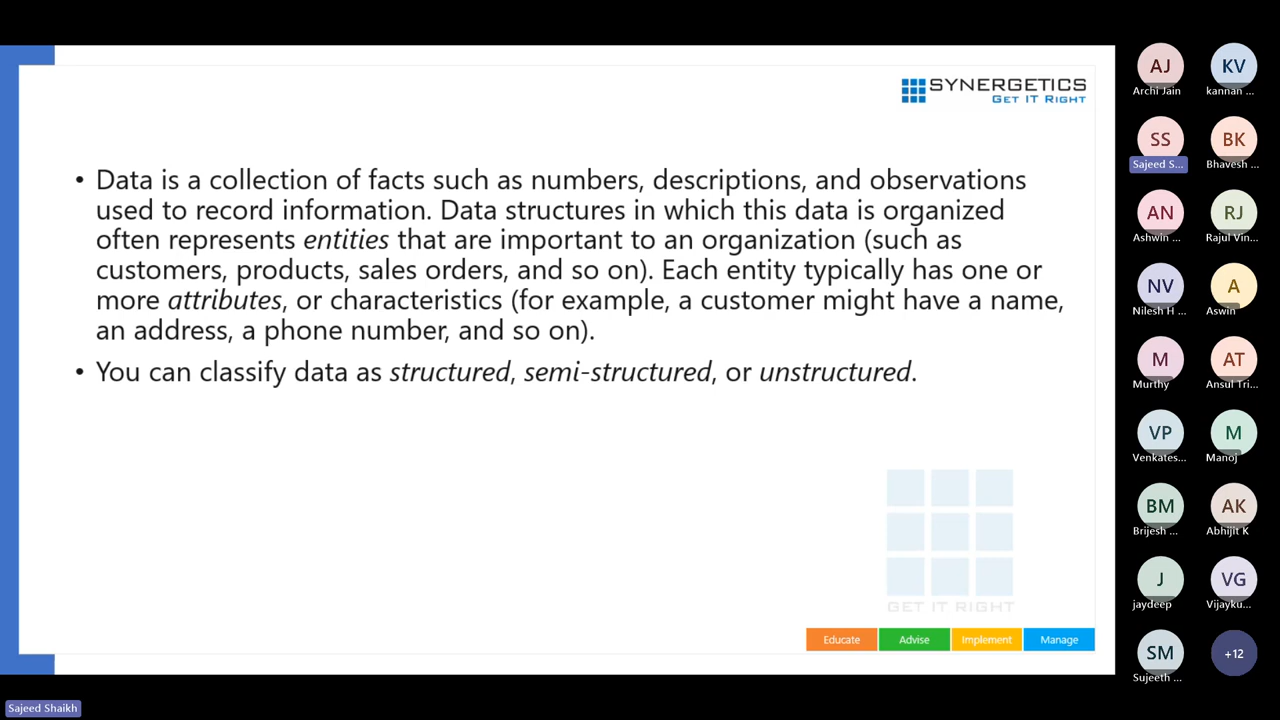 SYNERGETICS
GET IT RIGHT
• Data is a collection of facts such as numbers, descriptions, and observations
used to record information. Data structures in which this data is organized
often represents entities that are important to an organization (such as
customers, products, sales orders, and so on). Each entity typically has one or
more attributes, or characteristics (for example, a customer might have a name,
an address, a phone number, and so on).
• You can classify data as structured, semi-structured, or unstructured.
GET IT RIGHT
Educate Advise Implement Manage
Sajeed Shaikh
AJ KV
Archi Jain kannan ...
SS BK
Sajeed S... Bhavesh ...
AN RJ
Ashwin ... Rajul Vin...
NV A
Nilesh H ... Aswin
M AT
Murthy Ansul Tri...
VP M
Venkates... Manoj
BM AK
Brijesh ... Abhijit K
J VG
jaydeep Vijayku...
SM +12
Sujeeth ...